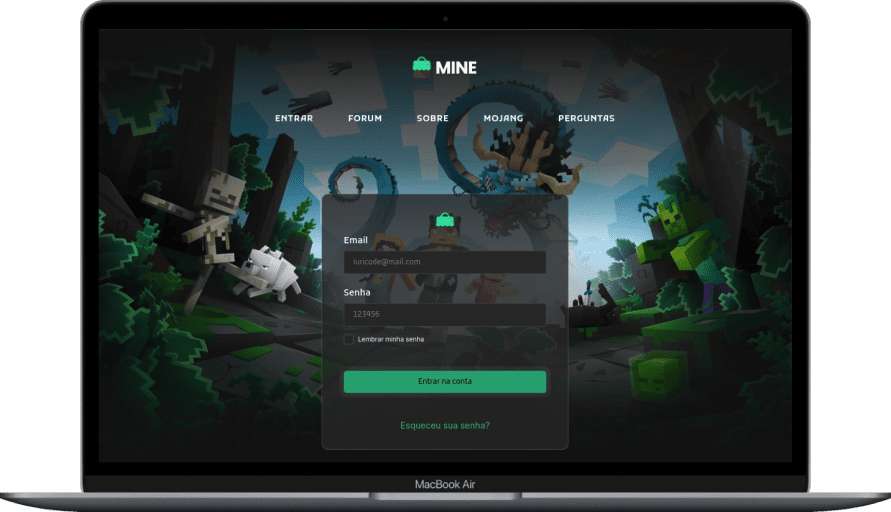 MINE
ENTRAR FORUM SOBRE MOJANG PERGUNTAS
Email
iuricode@mail.com
Senha
123456
Lembrar minha senha
Entrar na conta
Esqueceu sua senha?
MacBook Air